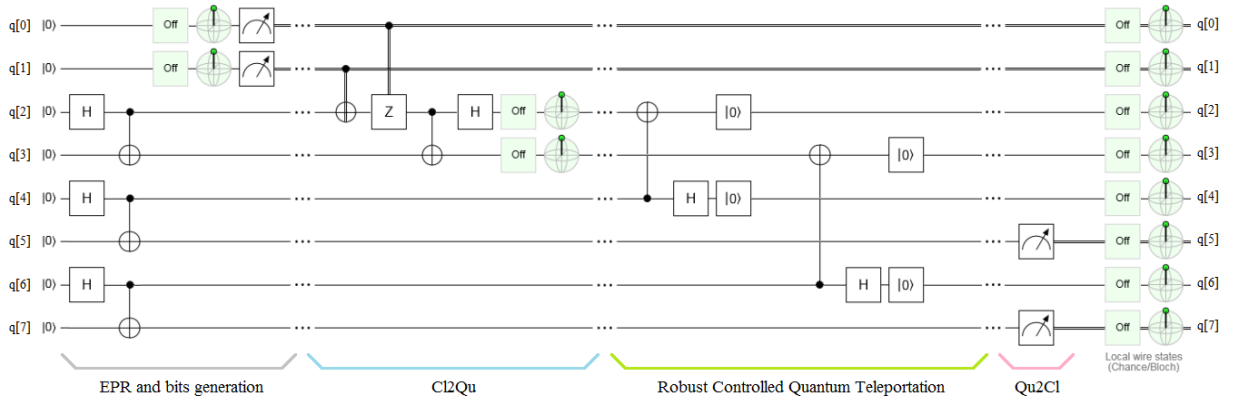 q[0] |0⟩ Off ... ... Off q[0]
q[1] |0⟩ Off ... ... Off q[1]
q[2] |0⟩ H ... Z H Off ... |0⟩ ... Off q[2]
q[3] |0⟩ ... Off ... |0⟩ ... Off q[3]
q[4] |0⟩ H ... ... H |0⟩ ... Off q[4]
q[5] |0⟩ ... ... ... Off q[5]
q[6] |0⟩ H ... ... H |0⟩ ... Off q[6]
q[7] |0⟩ ... ... ... Off q[7]
Local wire states
(Chance/Bloch)
EPR and bits generation Cl2Qu Robust Controlled Quantum Teleportation Qu2Cl